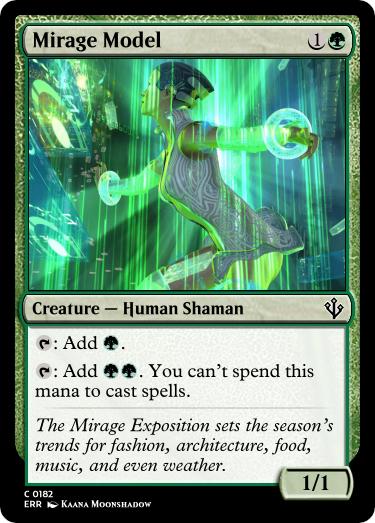 Mirage Model 1
Creature — Human Shaman
: Add .
: Add . You can't spend this
mana to cast spells.
The Mirage Exposition sets the season's
trends for fashion, architecture, food,
music, and even weather.
1/1
C 0182
ERR Kaana Moonshadow